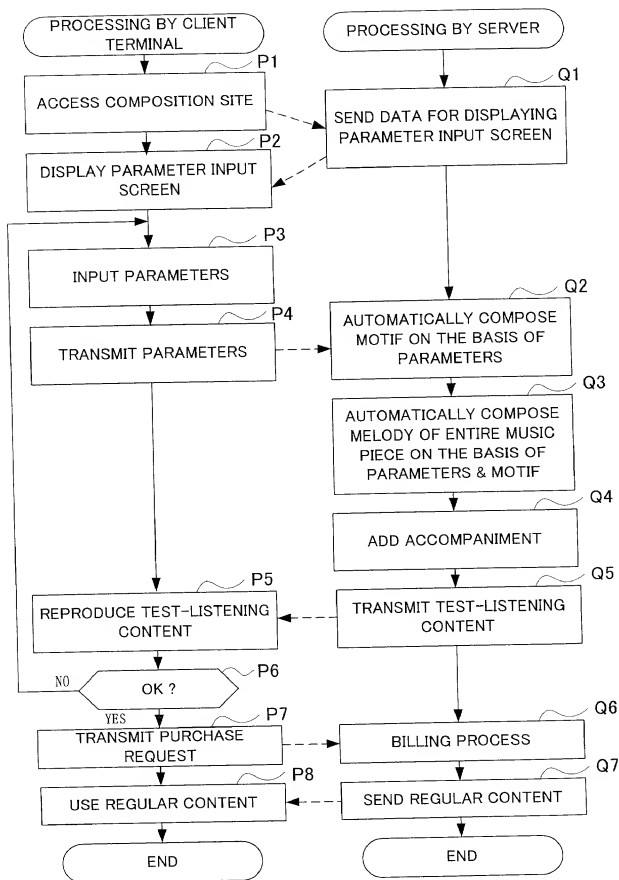 PROCESSING BY CLIENT
TERMINAL
PROCESSING BY SERVER
P1
ACCESS COMPOSITION SITE
Q1
SEND DATA FOR DISPLAYING
PARAMETER INPUT SCREEN
P2
DISPLAY PARAMETER INPUT
SCREEN
P3
INPUT PARAMETERS
P4
TRANSMIT PARAMETERS
Q2
AUTOMATICALLY COMPOSE
MOTIF ON THE BASIS OF
PARAMETERS
Q3
AUTOMATICALLY COMPOSE
MELODY OF ENTIRE MUSIC
PIECE ON THE BASIS OF
PARAMETERS & MOTIF
Q4
ADD ACCOMPANIMENT
P5
REPRODUCE TEST-LISTENING
CONTENT
Q5
TRANSMIT TEST-LISTENING
CONTENT
P6
NO
OK ?
YES
P7
TRANSMIT PURCHASE
REQUEST
Q6
BILLING PROCESS
P8
USE REGULAR CONTENT
Q7
SEND REGULAR CONTENT
END
END